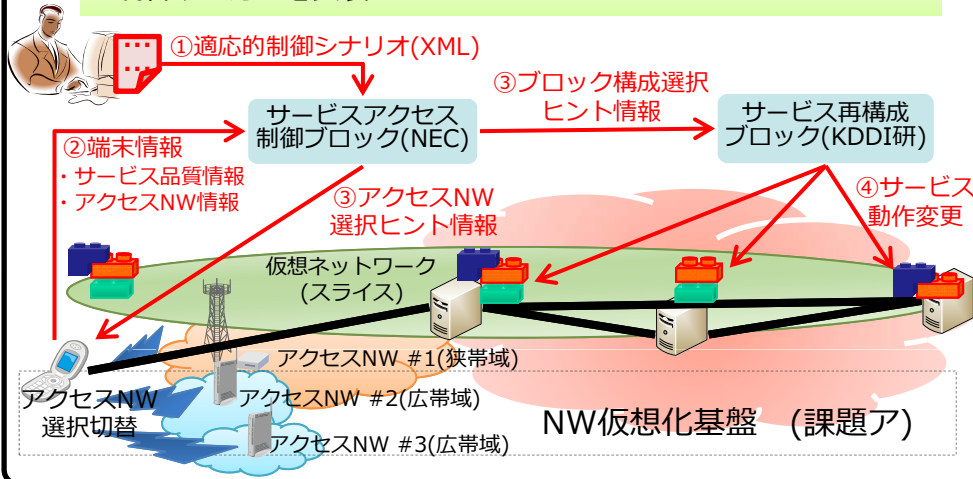 ①適応的制御シナリオ(XML)
③ブロック構成選択
ヒント情報
サービスアクセス
制御ブロック(NEC)
サービス再構成
ブロック(KDDI研)
②端末情報
・サービス品質情報
・アクセスNW情報
③アクセスNW
選択ヒント情報
④サービス
動作変更
仮想ネットワーク
(スライス)
アクセスNW #1(狭帯域)
アクセスNW
選択切替
アクセスNW #2(広帯域)
アクセスNW #3(広帯域)
NW仮想化基盤 (課題ア)